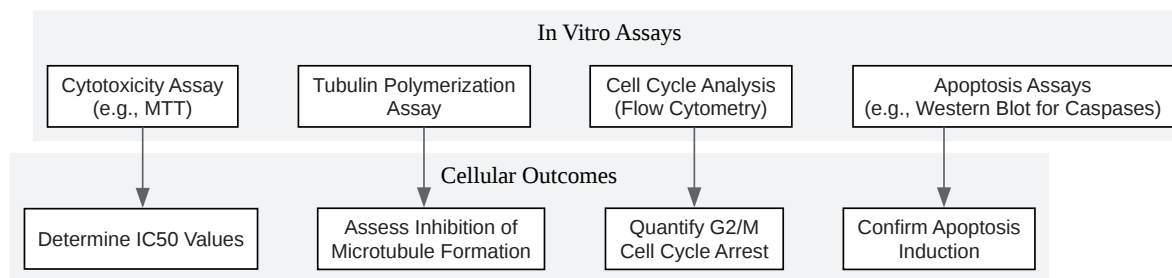 In Vitro Assays
Cytotoxicity Assay
(e.g., MTT)
Tubulin Polymerization
Assay
Cell Cycle Analysis
(Flow Cytometry)
Apoptosis Assays
(e.g., Western Blot for Caspases)
Cellular Outcomes
Determine IC50 Values
Assess Inhibition of
Microtubule Formation
Quantify G2/M
Cell Cycle Arrest
Confirm Apoptosis
Induction